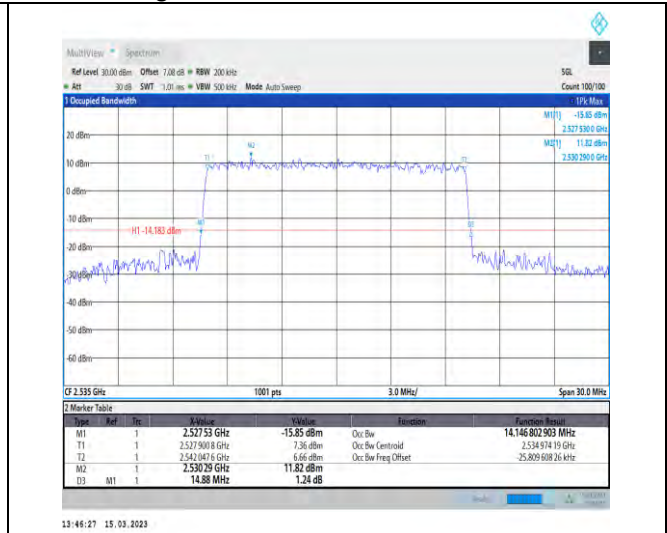 MultiView Spectrum
Ref Level 30.00 dBm Offset 7.08 dB RBW 200 kHz SGL
Att 30 dB SWT 1.01 ms VBW 500 kHz Mode Auto Sweep Count 100/100
1 Occupied Bandwidth 1Pk Max
M1[1] -15.85 dBm
2.527 530 0 GHz
M2[1] 11.82 dBm
2.530 290 0 GHz
20 dBm
M2
T1
T2
10 dBm
0 dBm
-10 dBm
M1
D3
H1 -14.183 dBm
-20 dBm
-30 dBm
-40 dBm
-50 dBm
-60 dBm
CF 2.535 GHz 1001 pts 3.0 MHz/ Span 30.0 MHz
2 Marker Table
Type Ref Trc X-Value Y-Value Function Function Result
M1 1 2.527 53 GHz -15.85 dBm Occ Bw 14.146 802 903 MHz
T1 1 2.527 900 8 GHz 7.36 dBm Occ Bw Centroid 2.534 974 19 GHz
T2 1 2.542 047 6 GHz 6.66 dBm Occ Bw Freq Offset -25.809 608 26 kHz
M2 1 2.530 29 GHz 11.82 dBm
D3 M1 1 14.88 MHz 1.24 dB
13:46:27 15.03.2023